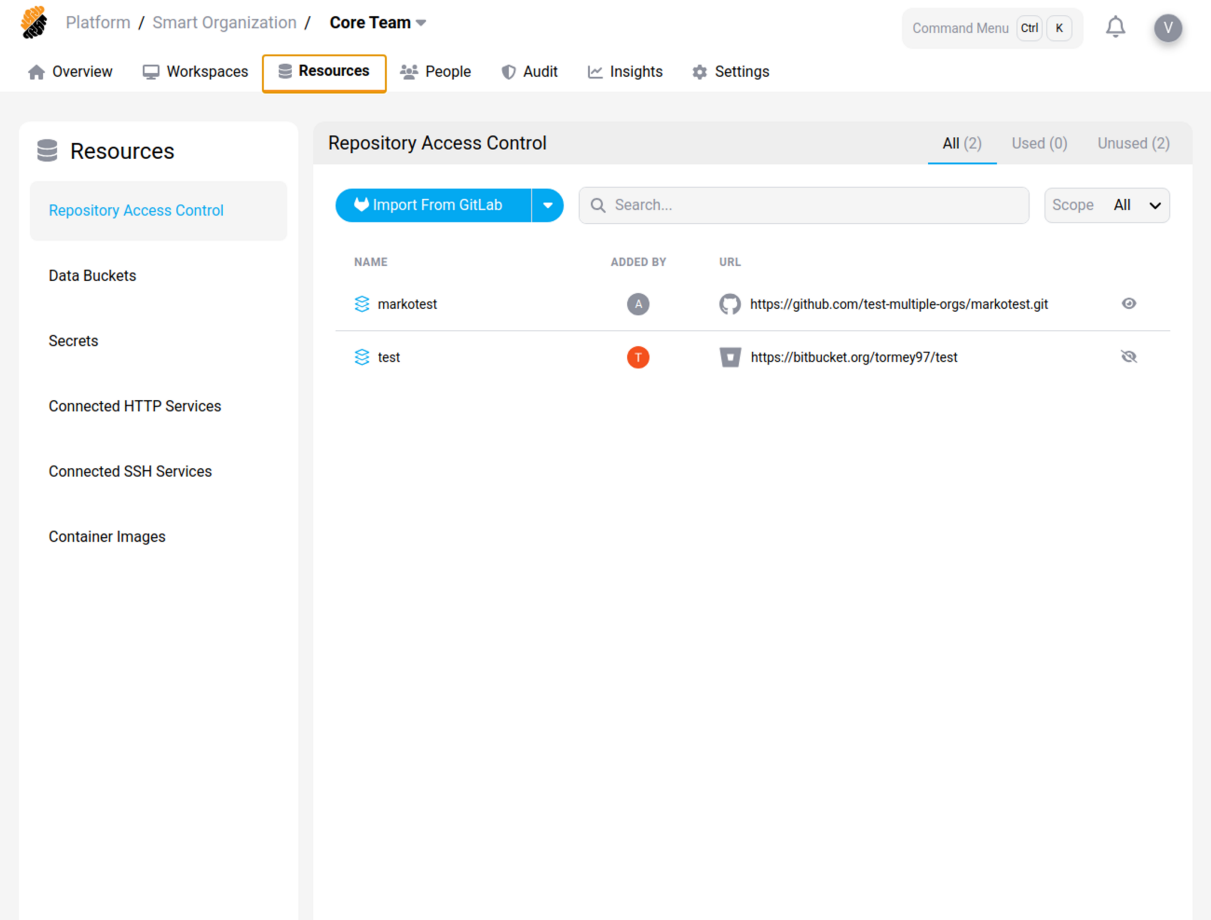 Platform / Smart Organization / Core Team
Command Menu Ctrl K
V
Overview Workspaces Resources People Audit Insights Settings
Resources
Repository Access Control
Data Buckets
Secrets
Connected HTTP Services
Connected SSH Services
Container Images
Repository Access Control
All (2) Used (0) Unused (2)
Import From GitLab
Search...
Scope All
NAME ADDED BY URL
markotest A https://github.com/test-multiple-orgs/markotest.git
test T https://bitbucket.org/tormey97/test